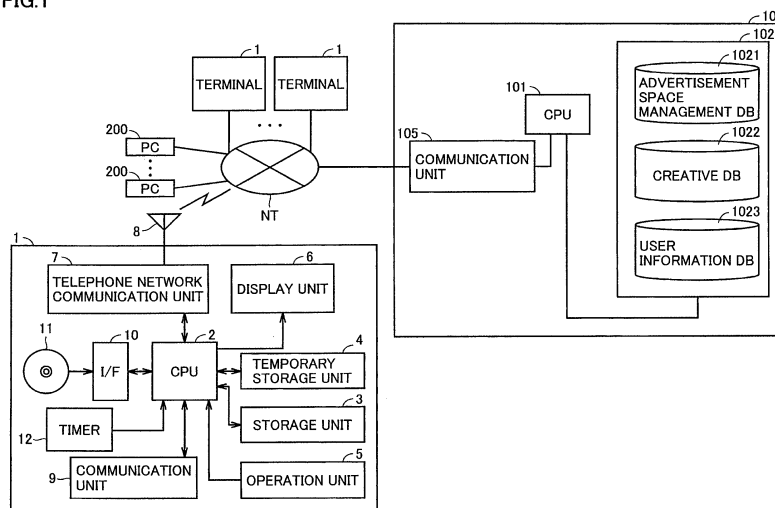 FIG.1
1
1
TERMINAL
TERMINAL
200
PC
200
PC
NT
8
10
102
1021
ADVERTISEMENT
SPACE
MANAGEMENT DB
1022
CREATIVE DB
1023
USER
INFORMATION DB
101
CPU
105
COMMUNICATION
UNIT
1
7
TELEPHONE NETWORK
COMMUNICATION UNIT
6
DISPLAY UNIT
11
10
I/F
2
CPU
4
TEMPORARY
STORAGE UNIT
3
STORAGE UNIT
12
TIMER
9
COMMUNICATION
UNIT
5
OPERATION UNIT